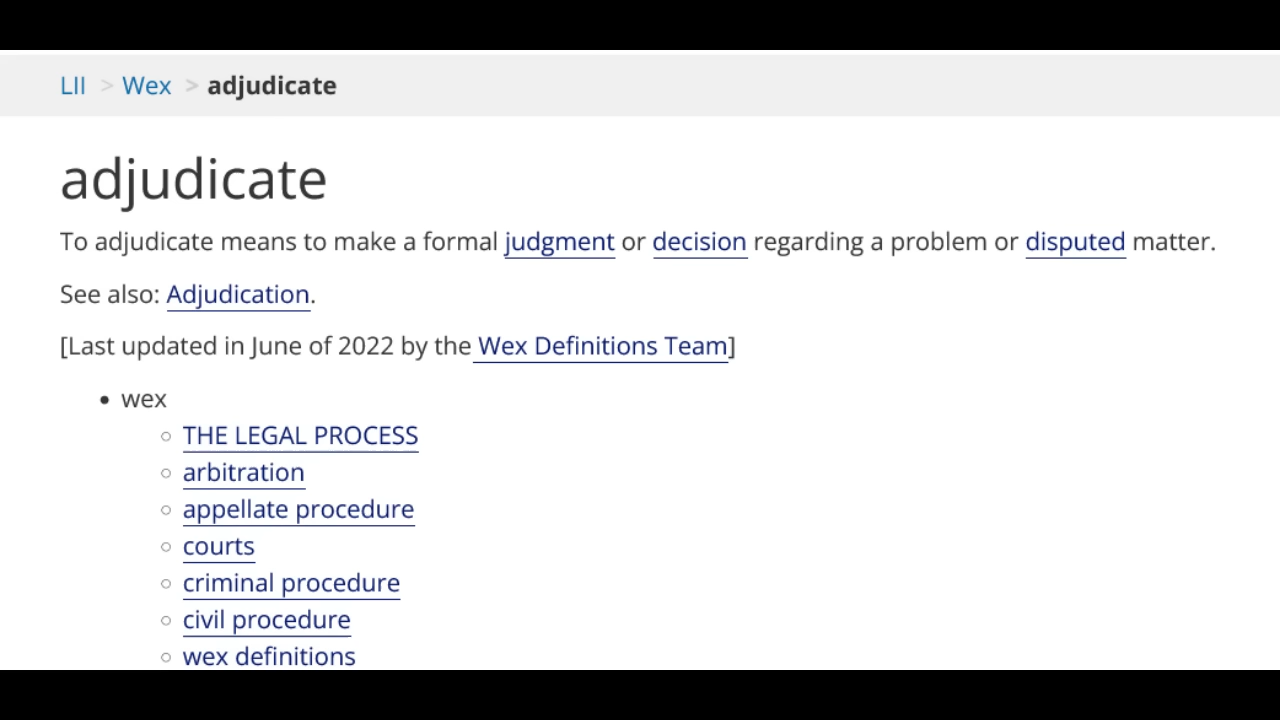 LII > Wex > adjudicate
adjudicate
To adjudicate means to make a formal judgment or decision regarding a problem or disputed matter.
See also: Adjudication.
[Last updated in June of 2022 by the Wex Definitions Team]
• wex
○ THE LEGAL PROCESS
○ arbitration
○ appellate procedure
○ courts
○ criminal procedure
○ civil procedure
○ wex definitions